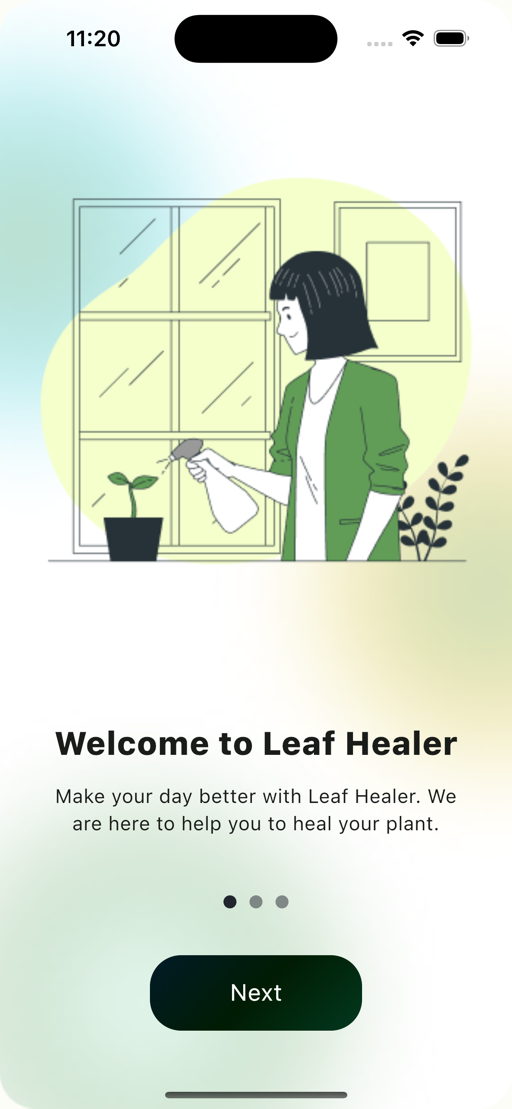 11:20
Welcome to Leaf Healer
Make your day better with Leaf Healer. We
are here to help you to heal your plant.
Next